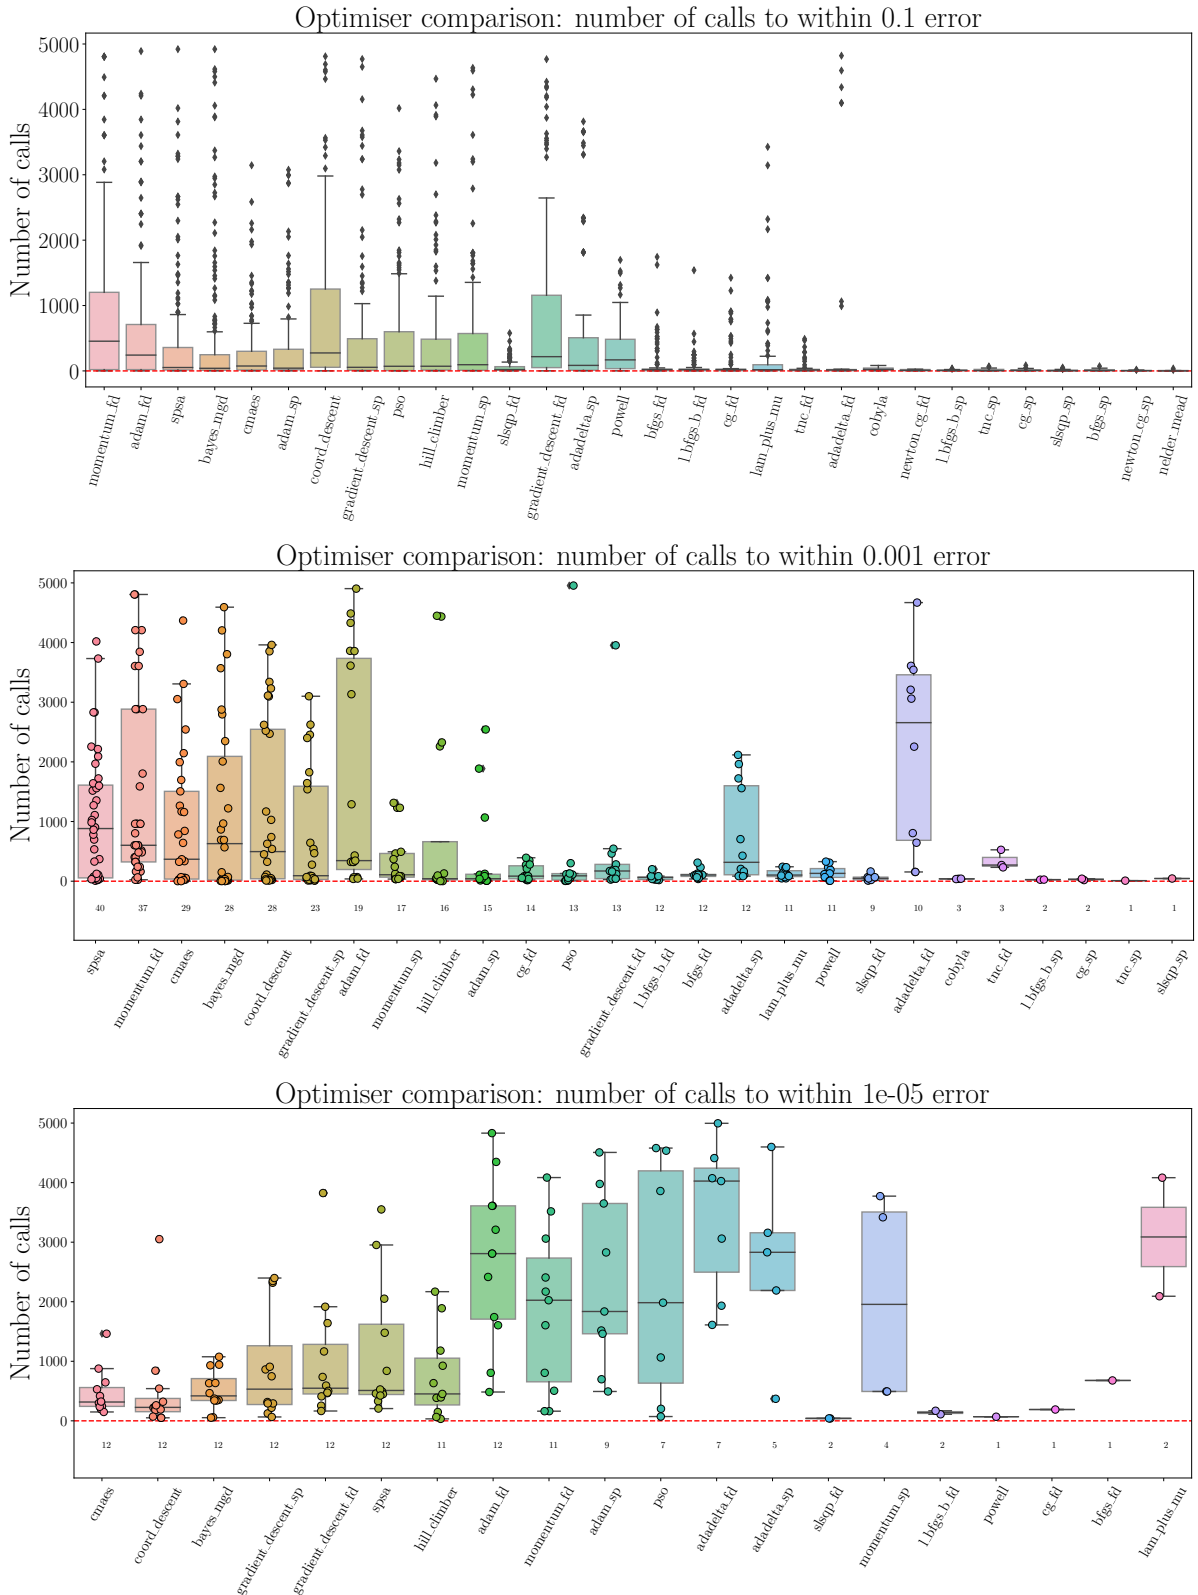 Optimiser comparison: number of calls to within 0.1 error
Number of calls
5000
4000
3000
2000
1000
0
momentum_fd
adam_fd
spsa
bayes_mgd
cmaes
adam_sp
coord_descent
gradient_descent_sp
pso
hill_climber
momentum_sp
slsqp_fd
gradient_descent_fd
adadelta_sp
powell
bfgs_fd
l_bfgs_b_fd
cg_fd
lam_plus_mu
tnc_fd
adadelta_fd
cobyla
newton_cg_fd
l_bfgs_b_sp
tnc_sp
cg_sp
slsqp_sp
bfgs_sp
newton_cg_sp
nelder_mead
Optimiser comparison: number of calls to within 0.001 error
Number of calls
5000
4000
3000
2000
1000
0
40 37 29 28 28 23 19 17 16 15 14 13 13 12 12 12 11 11 9 10 3 3 2 2 1 1
spsa
momentum_fd
cmaes
bayes_mgd
coord_descent
gradient_descent_sp
adam_fd
momentum_sp
hill_climber
adam_sp
cg_fd
pso
gradient_descent_fd
l_bfgs_b_fd
bfgs_fd
adadelta_sp
lam_plus_mu
powell
slsqp_fd
adadelta_fd
cobyla
tnc_fd
l_bfgs_b_sp
cg_sp
tnc_sp
slsqp_sp
Optimiser comparison: number of calls to within 1e-05 error
Number of calls
5000
4000
3000
2000
1000
0
12 12 12 12 12 12 11 12 11 9 7 7 5 2 4 2 1 1 1 2
cmaes
coord_descent
bayes_mgd
gradient_descent_sp
gradient_descent_fd
spsa
hill_climber
adam_fd
momentum_fd
adam_sp
pso
adadelta_fd
adadelta_sp
slsqp_fd
momentum_sp
l_bfgs_b_fd
powell
cg_fd
bfgs_fd
lam_plus_mu